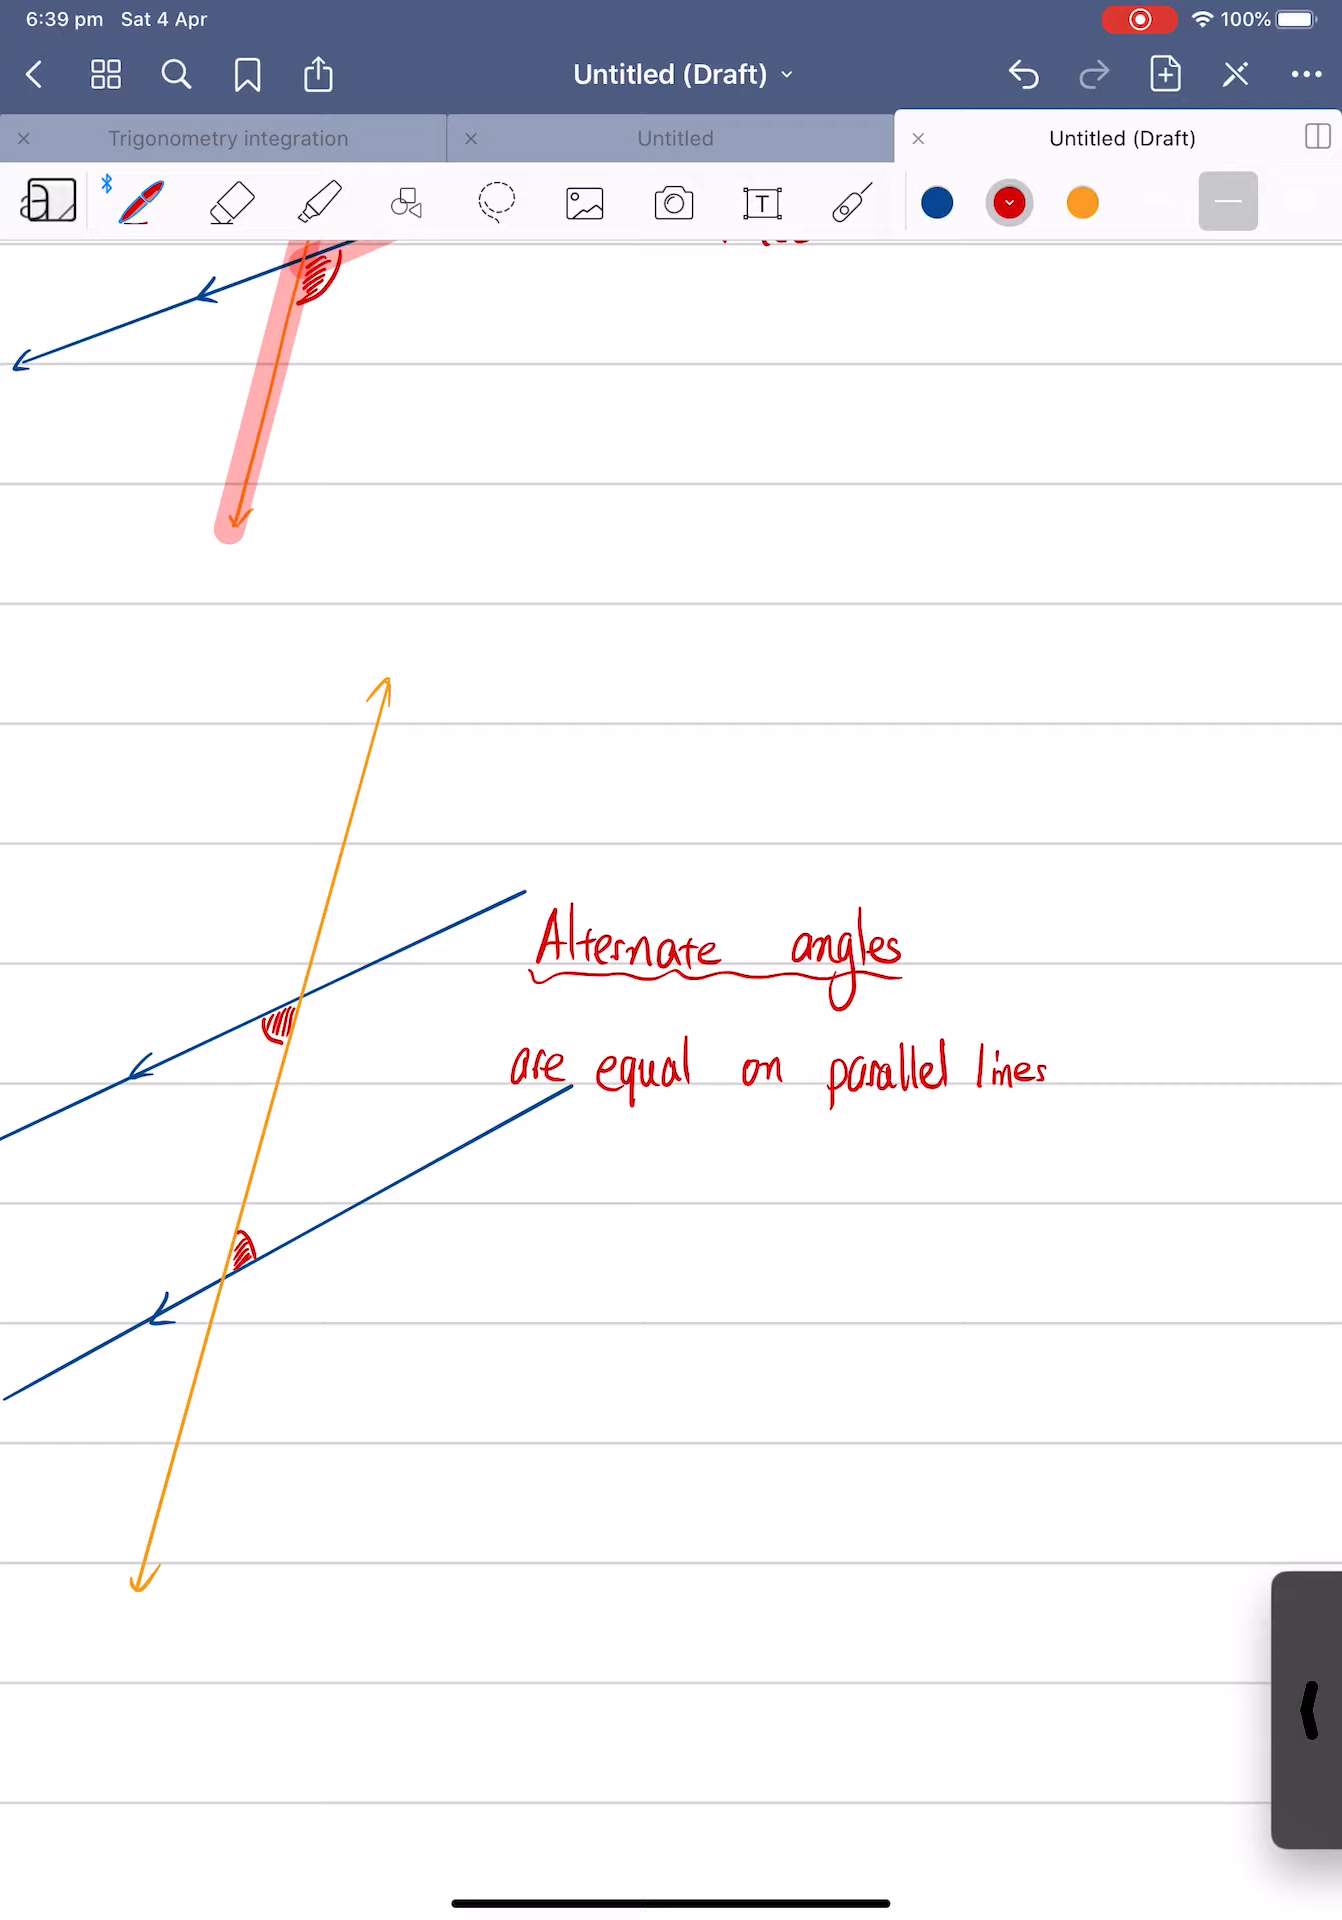 6:39 pm Sat 4 Apr
100%
Untitled (Draft)
Trigonometry integration
Untitled
Untitled (Draft)
a
T
Alternate angles
are equal on parallel lines